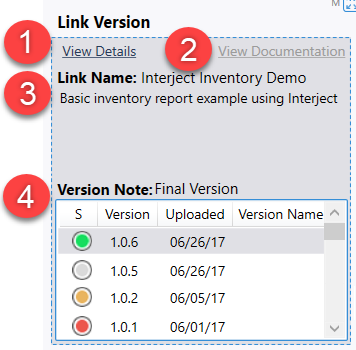 M
Link Version
1 View Details 2 View Documentation
Link Name: Interject Inventory Demo
3 Basic inventory report example using Interject
4 Version Note: Final Version
S Version Uploaded Version Name
1.0.6 06/26/17
1.0.5 06/26/17
1.0.2 06/05/17
1.0.1 06/01/17